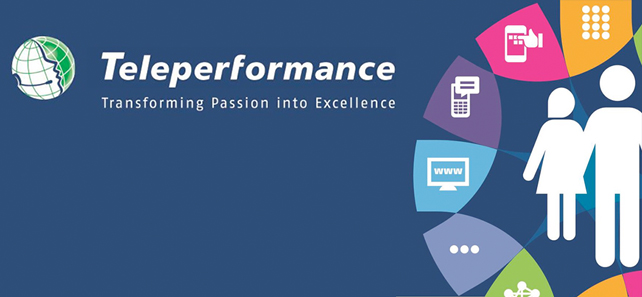 Teleperformance
Transforming Passion into Excellence
www